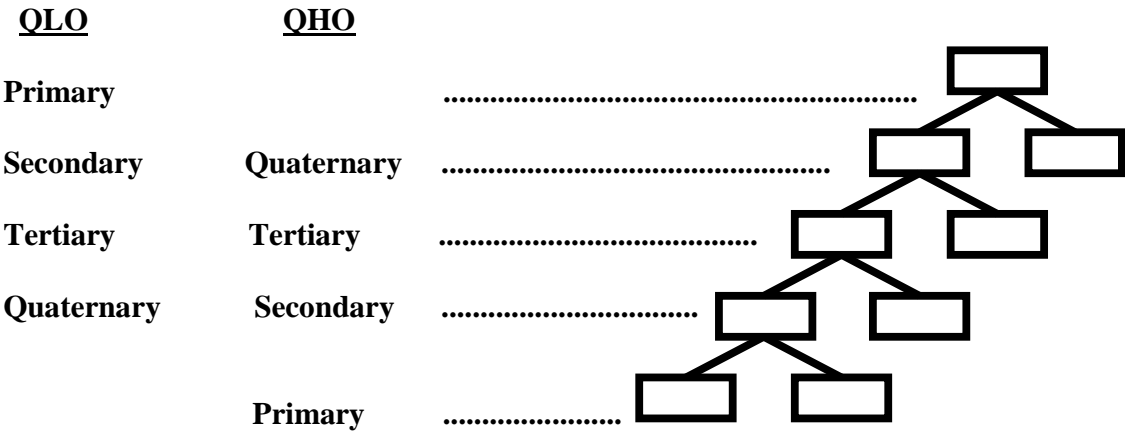 QLO QHO
Primary ............................................................
Secondary Quaternary .................................................
Tertiary Tertiary ........................................
Quaternary Secondary ................................
Primary ......................